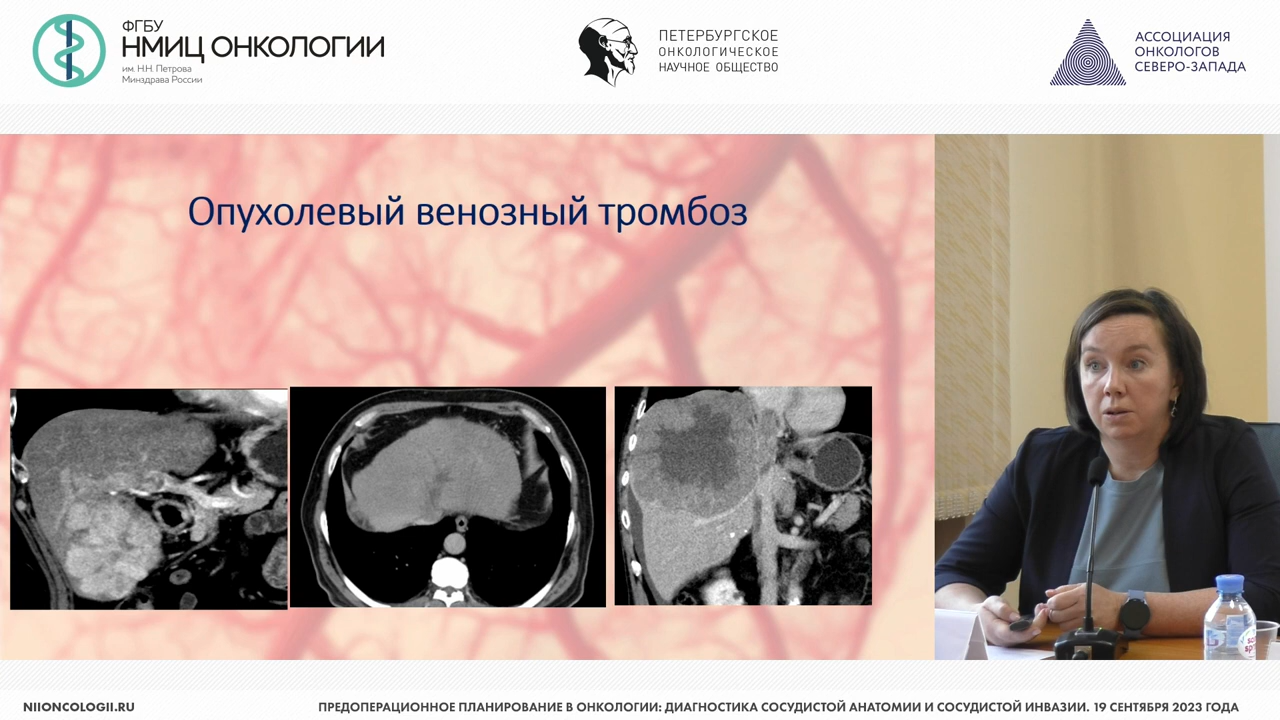 ФГБУ
НМИЦ ОНКОЛОГИИ
им. Н.Н. Петрова
Минздрава России
ПЕТЕРБУРГСКОЕ
ОНКОЛОГИЧЕСКОЕ
НАУЧНОЕ ОБЩЕСТВО
АССОЦИАЦИЯ
ОНКОЛОГОВ
СЕВЕРО-ЗАПАДА
Опухолевый венозный тромбоз
NIIONCOLOGII.RU
ПРЕДОПЕРАЦИОННОЕ ПЛАНИРОВАНИЕ В ОНКОЛОГИИ: ДИАГНОСТИКА СОСУДИСТОЙ АНАТОМИИ И СОСУДИСТОЙ ИНВАЗИИ. 19 СЕНТЯБРЯ 2023 ГОДА